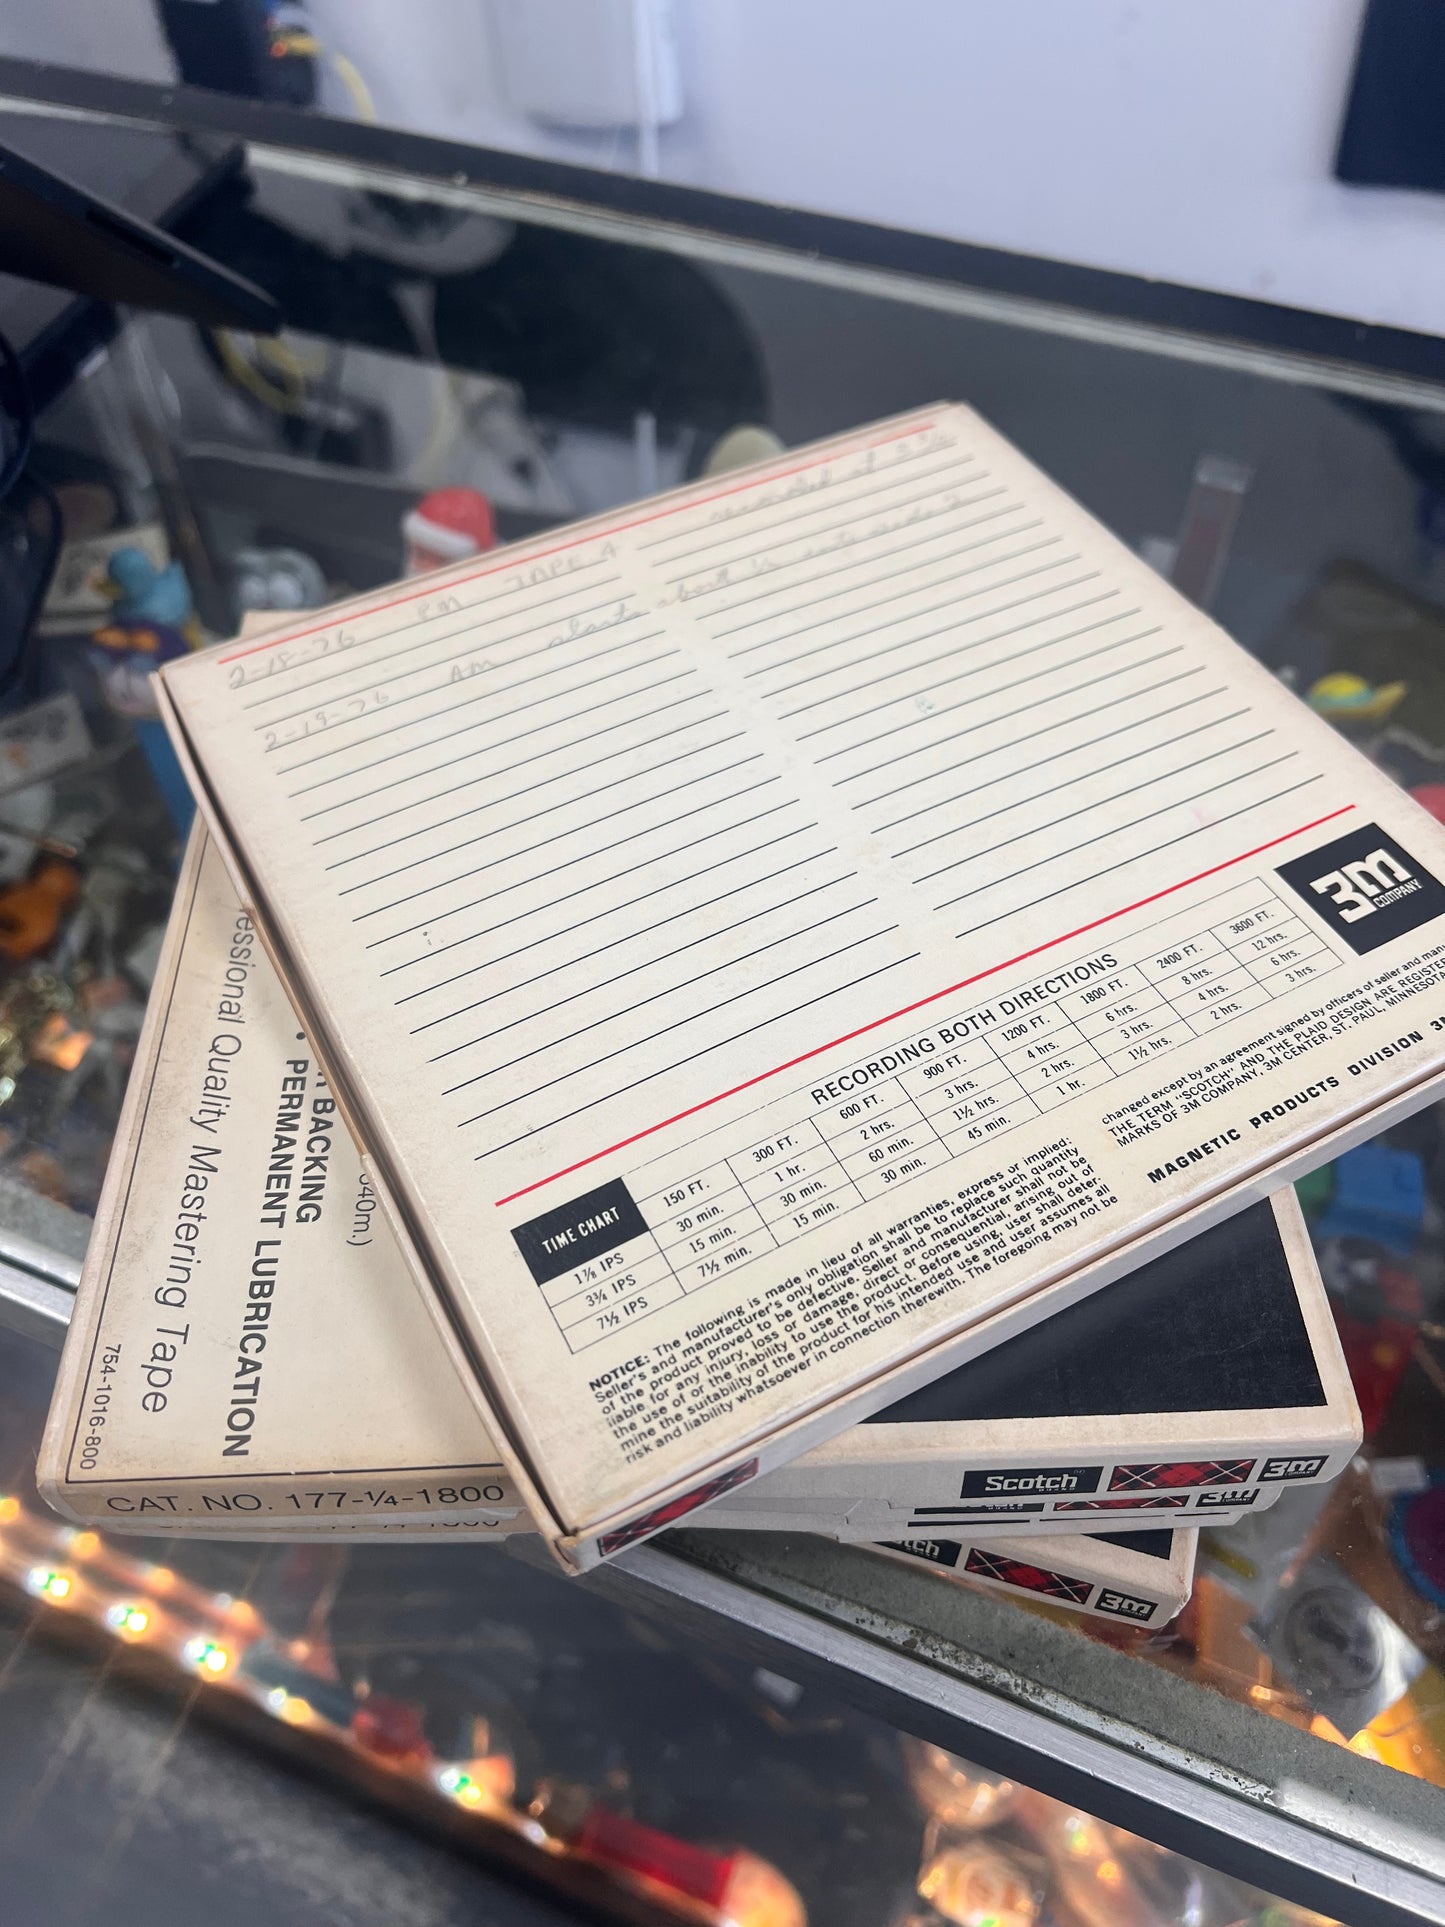 recorded at 3 3/4
2-18-76 PM TAPE A
2-19-76 AM starts about ½ into side 2
3M
COMPANY
RECORDING BOTH DIRECTIONS
TIME CHART 150 FT. 300 FT. 600 FT. 900 FT. 1200 FT. 1800 FT. 2400 FT. 3600 FT.
1⅞ IPS 30 min. 1 hr. 2 hrs. 3 hrs. 4 hrs. 6 hrs. 8 hrs. 12 hrs.
3¾ IPS 15 min. 30 min. 60 min. 1½ hrs. 2 hrs. 3 hrs. 4 hrs. 6 hrs.
7½ IPS 7½ min. 15 min. 30 min. 45 min. 1 hr. 1½ hrs. 2 hrs. 3 hrs.
NOTICE: The following is made in lieu of all warranties, express or implied:
Seller's and manufacturer's only obligation shall be to replace such quantity
of the product proved to be defective. Seller and manufacturer shall not be
liable for any injury, loss or damage, direct or consequential, arising out of
the use of or the inability to use the product. Before using, user shall deter-
mine the suitability of the product for his intended use and user assumes all
risk and liability whatsoever in connection therewith. The foregoing may not be
changed except by an agreement signed by officers of seller and
THE TERM "SCOTCH" AND THE PLAID DESIGN ARE
MARKS OF 3M COMPANY, 3M CENTER, ST. PAUL,
MAGNETIC PRODUCTS DIVISION
essional Quality Mastering Tape
• BACKING
PERMANENT LUBRICATION
40m.)
754-1016-800
CAT. NO. 177-¼-1800
Scotch
BRAND
3M
COMPANY
3M
tch
3M
COMPANY